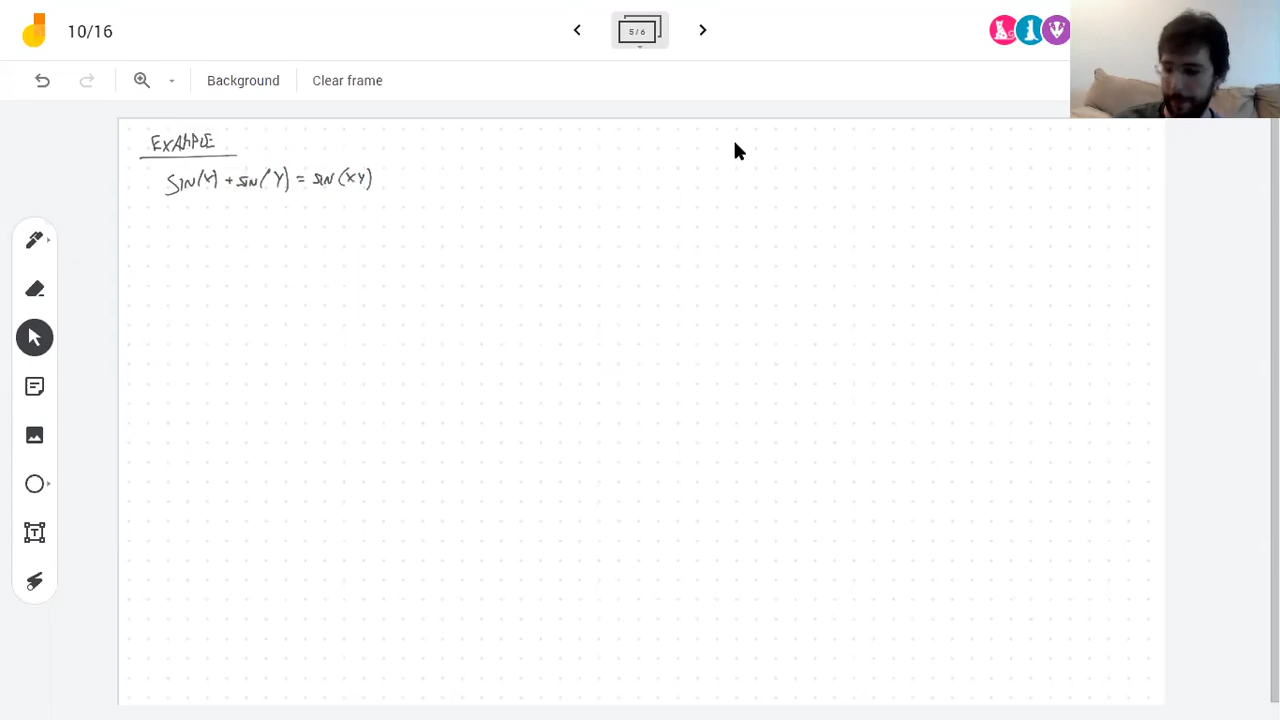 10/16
5 / 6
Background
Clear frame
EXAMPLE
SIN(X) + SIN(Y) = SIN(XY)